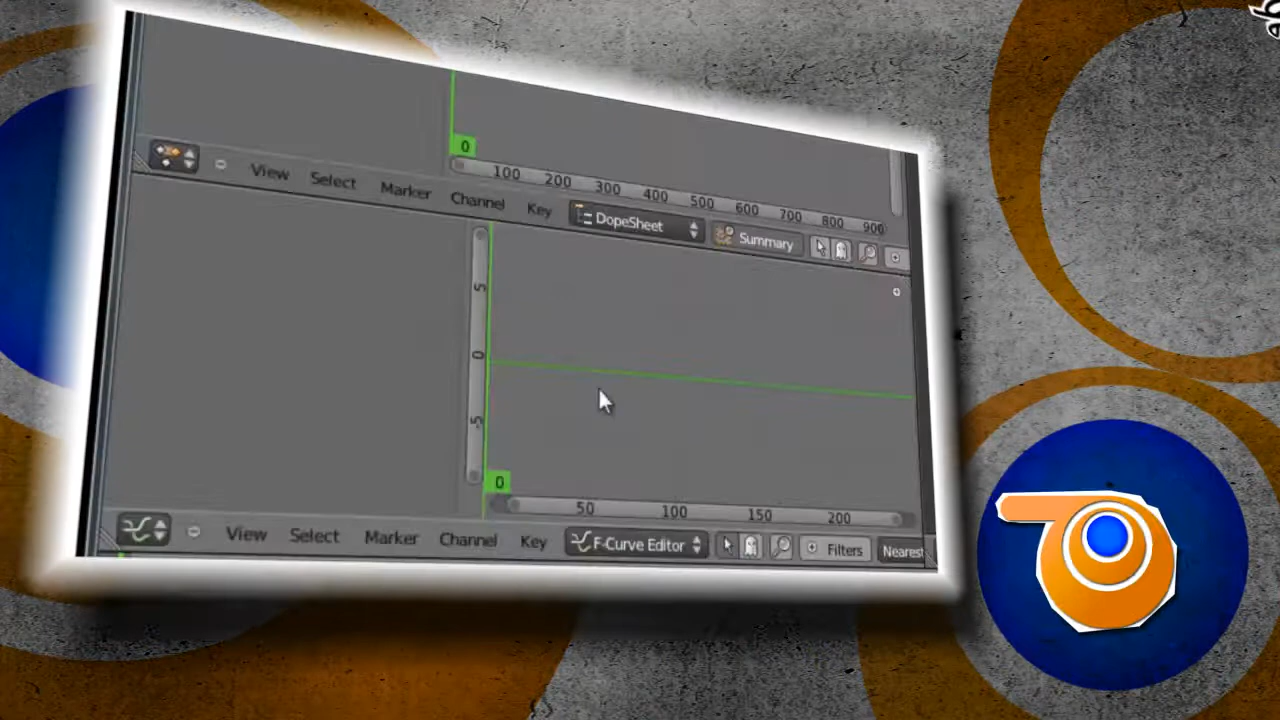 0
100 200 300 400 500 600 700 800 900
View Select Marker Channel Key DopeSheet Summary
5
0
-5
0
50 100 150 200
View Select Marker Channel Key F-Curve Editor Filters Nearest